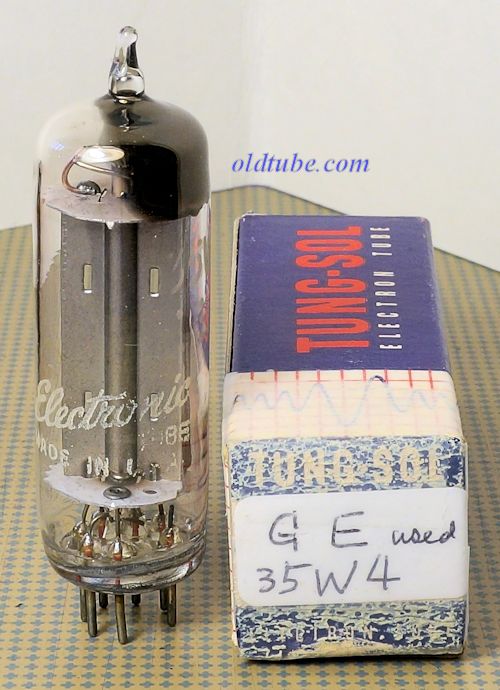 oldtube.com
TUNG-SOL
ELECTRON TUBE
Electronic
MADE IN U
TUNG-SOL
G E used
35W4